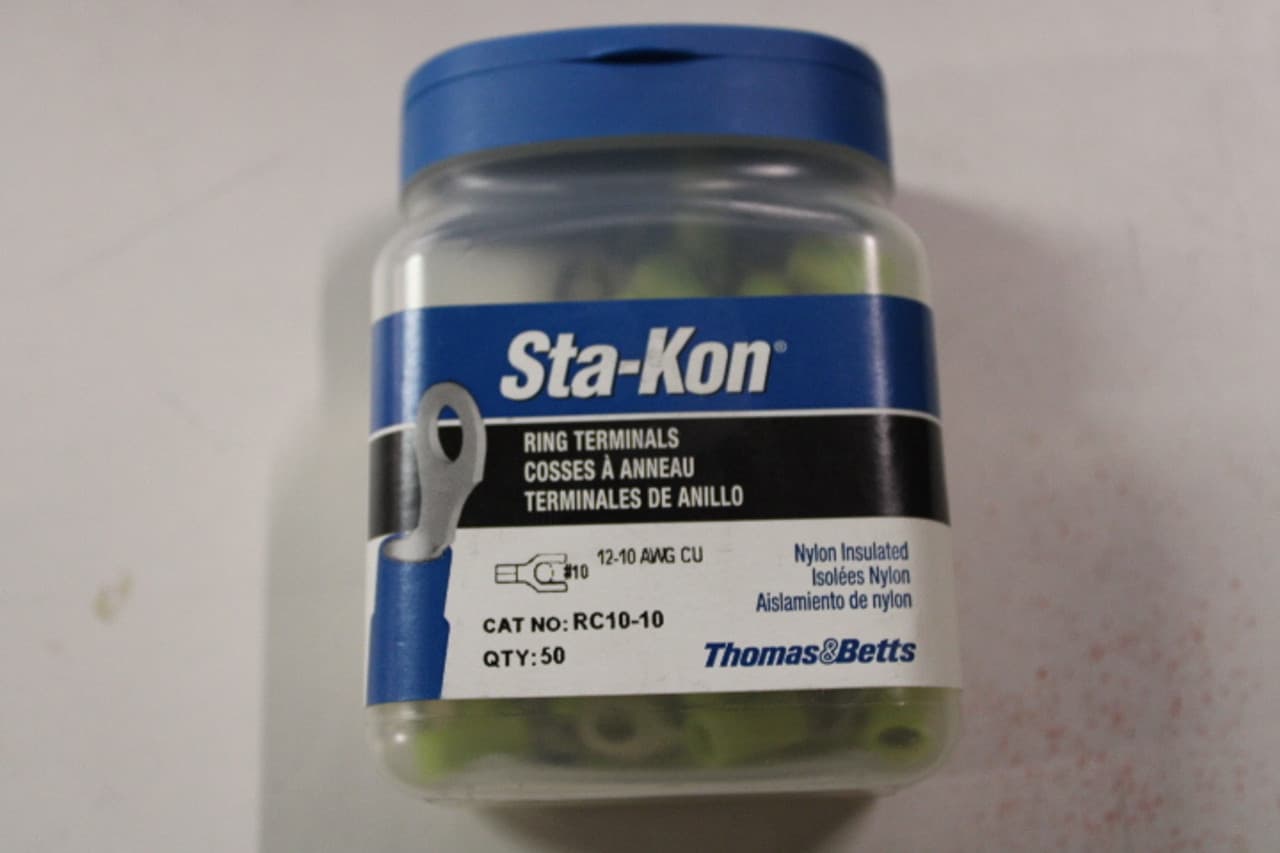 Sta-Kon®
RING TERMINALS
COSSES À ANNEAU
TERMINALES DE ANILLO
#10 12-10 AWG CU
CAT NO: RC10-10
QTY: 50
Nylon Insulated
Isolées Nylon
Aislamiento de nylon
Thomas&Betts